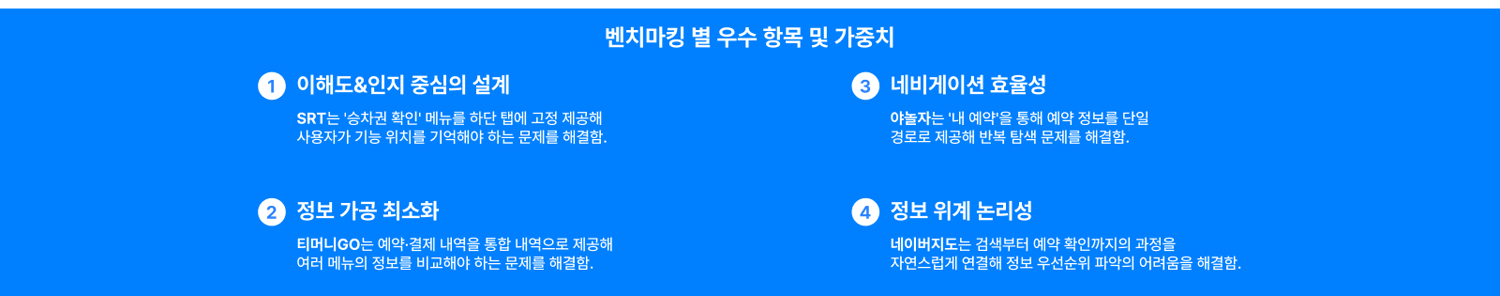 벤치마킹 별 우수 항목 및 가중치
1 이해도&인지 중심의 설계
SRT는 '승차권 확인' 메뉴를 하단 탭에 고정 제공해
사용자가 기능 위치를 기억해야 하는 문제를 해결함.
2 정보 가공 최소화
티머니GO는 예약·결제 내역을 통합 내역으로 제공해
여러 메뉴의 정보를 비교해야 하는 문제를 해결함.
3 네비게이션 효율성
야놀자는 '내 예약'을 통해 예약 정보를 단일
경로로 제공해 반복 탐색 문제를 해결함.
4 정보 위계 논리성
네이버지도는 검색부터 예약 확인까지의 과정을
자연스럽게 연결해 정보 우선순위 파악의 어려움을 해결함.